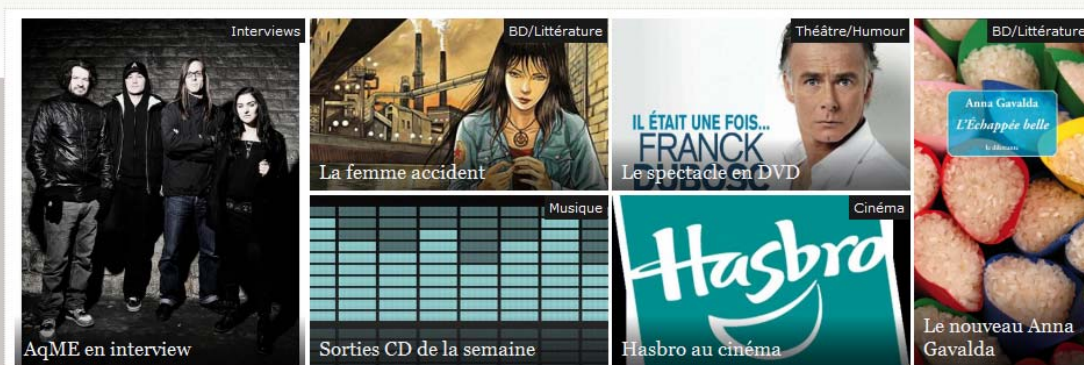 Interviews
AqME en interview
BD/Littérature
La femme accident
Théâtre/Humour
IL ÉTAIT UNE FOIS...
FRANCK
DUBOSC
Le spectacle en DVD
Musique
Sorties CD de la semaine
Cinéma
Hasbro
Hasbro au cinéma
BD/Littérature
Anna Gavalda
L'Échappée belle
le dilettante
Le nouveau Anna
Gavalda